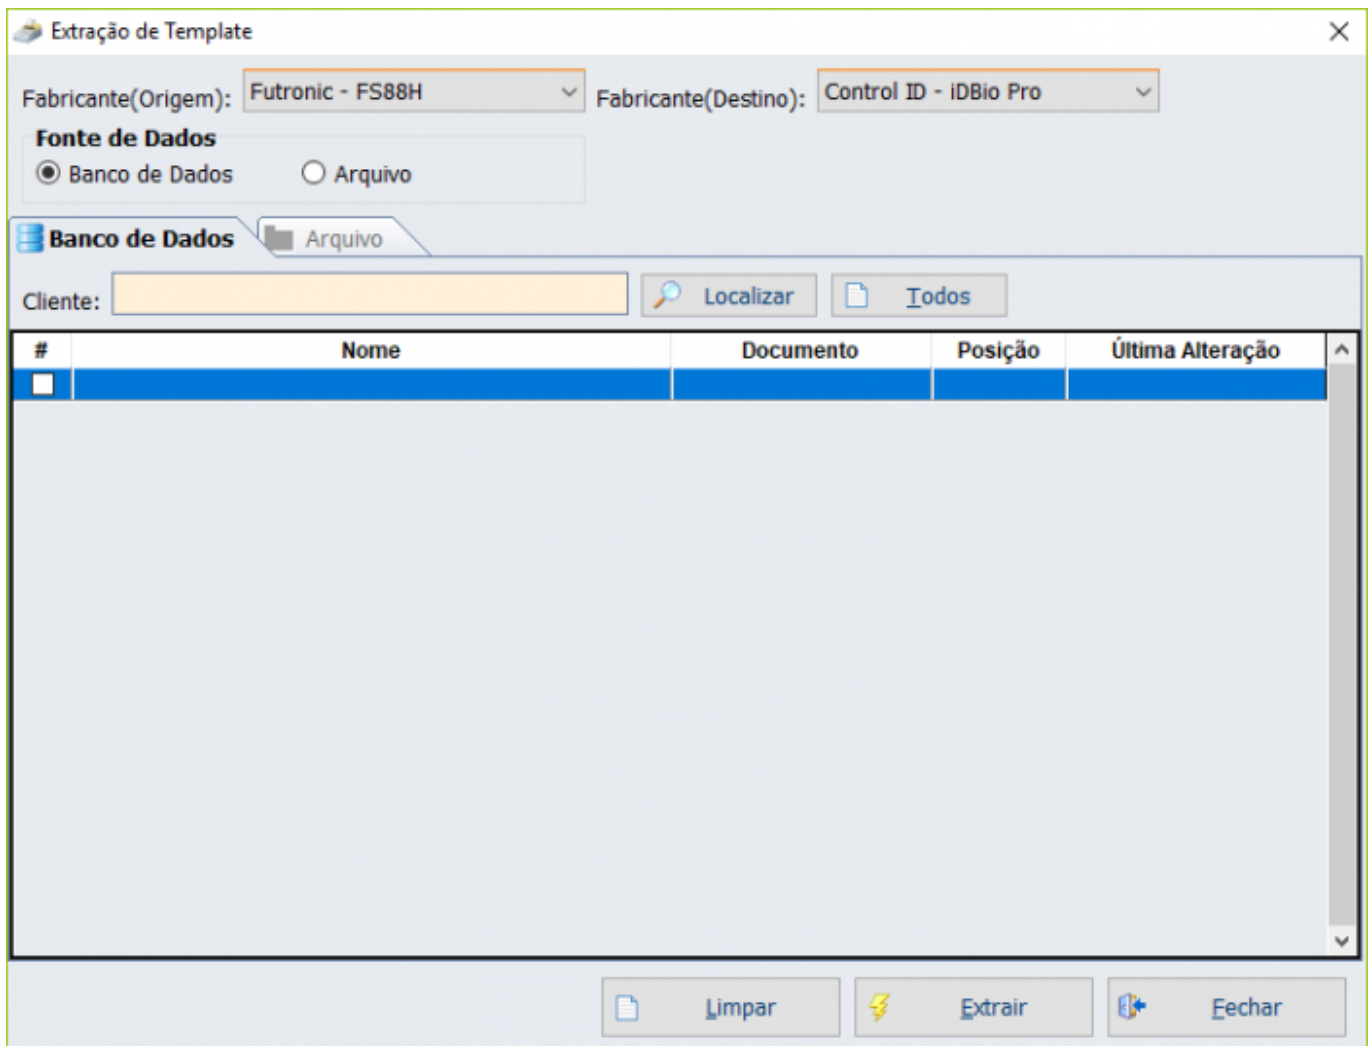 Extração de Template
Fabricante(Origem): Futronic - FS88H Fabricante(Destino): Control ID - iDBio Pro
Fonte de Dados
Banco de Dados Arquivo
Banco de Dados Arquivo
Cliente: Localizar Todos
# Nome Documento Posição Última Alteração
Limpar Extrair Fechar